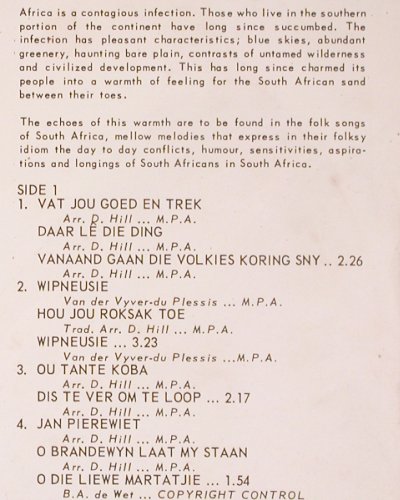 Africa is a contagious infection. Those who live in the southern
portion of the continent have long since succumbed. The
infection has pleasant characteristics; blue skies, abundant
greenery, haunting bare plain, contrasts of untamed wilderness
and civilized development. This has long since charmed its
people into a warmth of feeling for the South African sand
between their toes.
The echoes of this warmth are to be found in the folk songs
of South Africa, mellow melodies that express in their folksy
idiom the day to day conflicts, humour, sensitivities, aspira-
tions and longings of South Africans in South Africa.
SIDE 1
1. VAT JOU GOED EN TREK
Arr. D. Hill ... M.P.A.
DAAR LÊ DIE DING
Arr. D. Hill ... M.P.A.
VANAAND GAAN DIE VOLKIES KORING SNY .. 2.26
Arr. D. Hill ... M.P.A.
2. WIPNEUSIE
Van der Vyver-du Plessis ... M.P.A.
HOU JOU ROKSAK TOE
Trad. Arr. D. Hill ... M.P.A.
WIPNEUSIE ... 3.23
Van der Vyver-du Plessis ...M.P.A.
3. OU TANTE KOBA
Arr. D. Hill ... M.P.A.
DIS TE VER OM TE LOOP ... 2.17
Arr. D. Hill ... M.P.A.
4. JAN PIEREWIET
Arr. D. Hill ... M.P.A.
O BRANDEWYN LAAT MY STAAN
Arr. D. Hill ... M.P.A.
O DIE LIEWE MARTATJIE ... 1.54
B.A. de Wet ... COPYRIGHT CONTROL